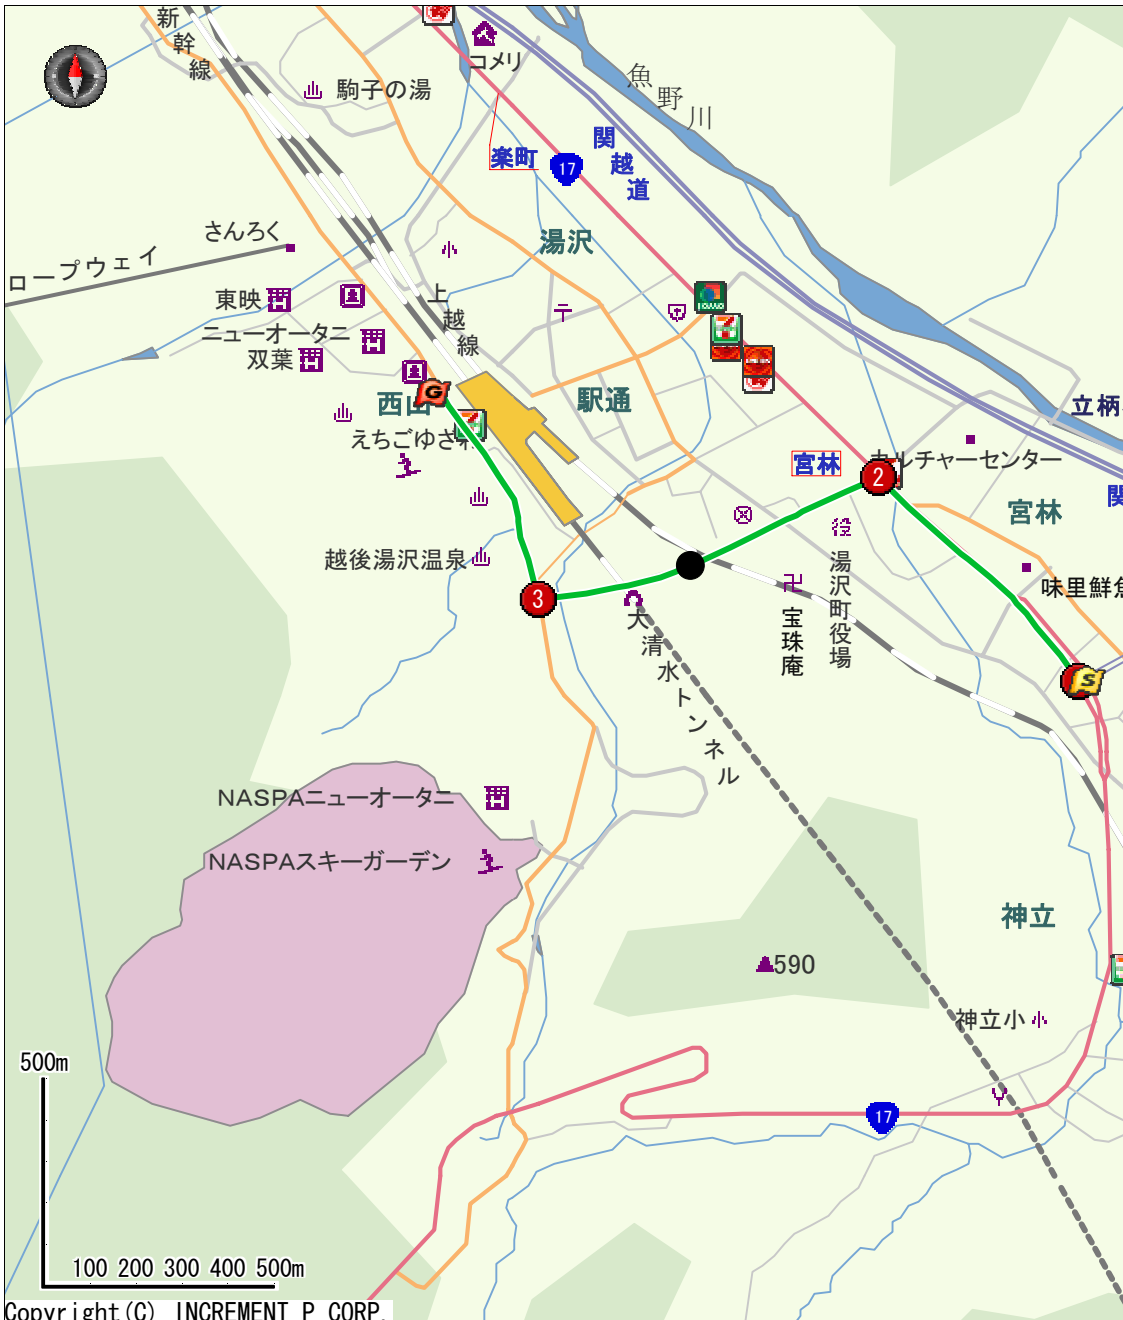 新幹線
コメリ
駒子の湯
魚野川
楽町
17
関越道
湯沢
さんろく
ロープウェイ
東映
ニューオータニ
双葉
上越線
小
〒
G
西山
駅通
立柄
えちごゆざわ
宮林
カルチャーセンター
2
宮林
関
役
越後湯沢温泉
湯沢町役場
宝珠庵
味里鮮魚
3
大清水トンネル
S
NASPAニューオータニ
NASPAスキーガーデン
神立
590
神立小
小
17
500m
100 200 300 400 500m
Copyright(C) INCREMENT P CORP.